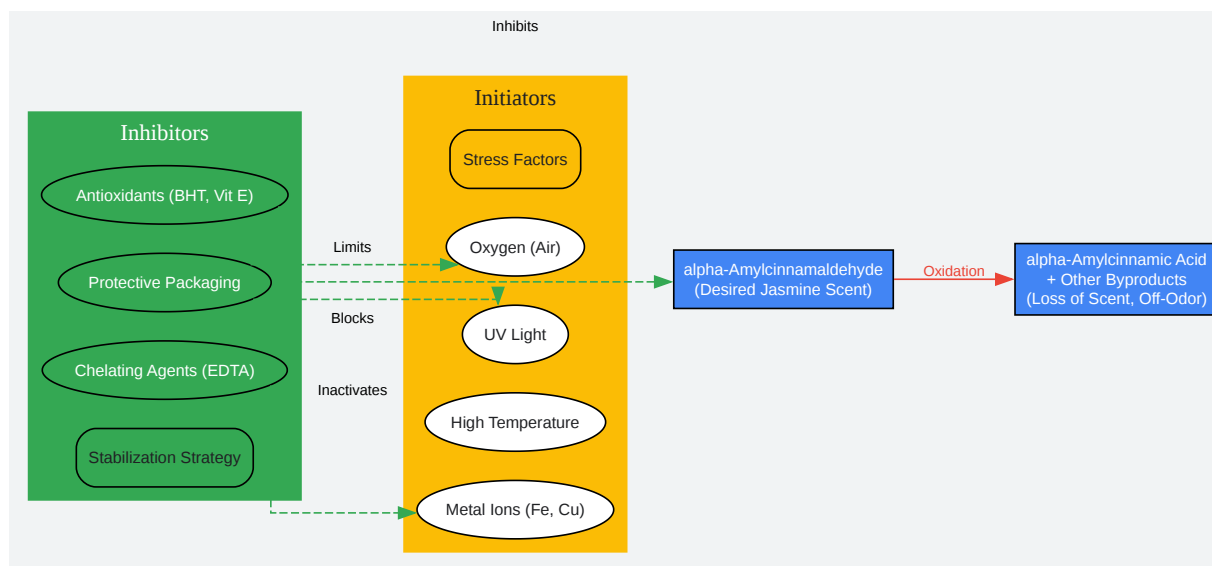 Inhibits
Inhibitors
Antioxidants (BHT, Vit E)
Protective Packaging
Chelating Agents (EDTA)
Stabilization Strategy
Limits
Blocks
Inactivates
Initiators
Stress Factors
Oxygen (Air)
UV Light
High Temperature
Metal Ions (Fe, Cu)
alpha-Amylcinnamaldehyde
(Desired Jasmine Scent)
Oxidation
alpha-Amylcinnamic Acid
+ Other Byproducts
(Loss of Scent, Off-Odor)